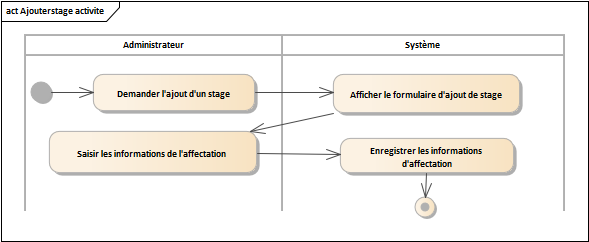 act Ajouterstage activite
Administrateur
Système
Demander l'ajout d'un stage
Afficher le formulaire d'ajout de stage
Saisir les informations de l'affectation
Enregistrer les informations
d'affectation